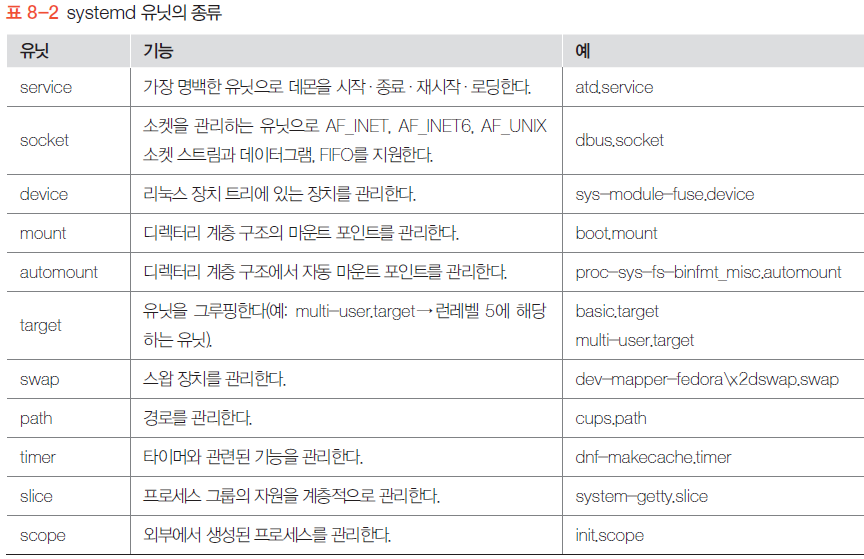 표 8-2 systemd 유닛의 종류
유닛 기능 예
service 가장 명백한 유닛으로 데몬을 시작·종료·재시작·로딩한다. atd.service
socket 소켓을 관리하는 유닛으로 AF_INET, AF_INET6, AF_UNIX
소켓 스트림과 데이터그램, FIFO를 지원한다. dbus.socket
device 리눅스 장치 트리에 있는 장치를 관리한다. sys-module-fuse.device
mount 디렉터리 계층 구조의 마운트 포인트를 관리한다. boot.mount
automount 디렉터리 계층 구조에서 자동 마운트 포인트를 관리한다. proc-sys-fs-binfmt_misc.automount
target 유닛을 그루핑한다(예: multi-user.target→런레벨 5에 해당 basic.target
하는 유닛). multi-user.target
swap 스왑 장치를 관리한다. dev-mapper-fedora\x2dswap.swap
path 경로를 관리한다. cups.path
timer 타이머와 관련된 기능을 관리한다. dnf-makecache.timer
slice 프로세스 그룹의 자원을 계층적으로 관리한다. system-getty.slice
scope 외부에서 생성된 프로세스를 관리한다. init.scope